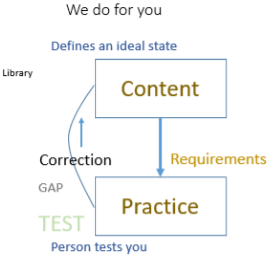 We do for you
Defines an ideal state
Library
Content
Correction
Requirements
GAP
Practice
TEST
Person tests you